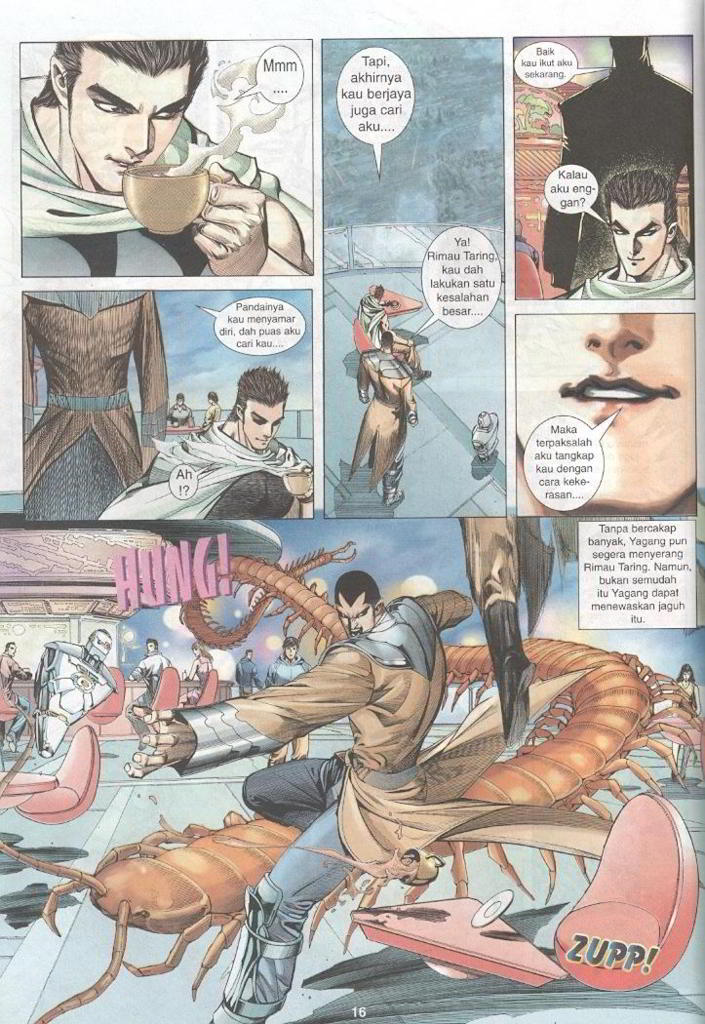 Mmm
....
Pandainya
kau menyamar
diri, dah puas aku
cari kau....
Ah
!?
Tapi,
akhirnya
kau berjaya
juga cari
aku....
Ya!
Rimau Taring,
kau dah
lakukan satu
kesalahan
besar....
Baik
kau ikut aku
sekarang.
Kalau
aku eng-
gan?
Maka
terpaksalah
aku tangkap
kau dengan
cara keke-
rasan....
Tanpa bercakap
banyak, Yagang pun
segera menyerang
Rimau Taring. Namun,
bukan semudah
itu Yagang dapat
menewaskan jaguh
itu.
HUNG!
ZUPP!
16